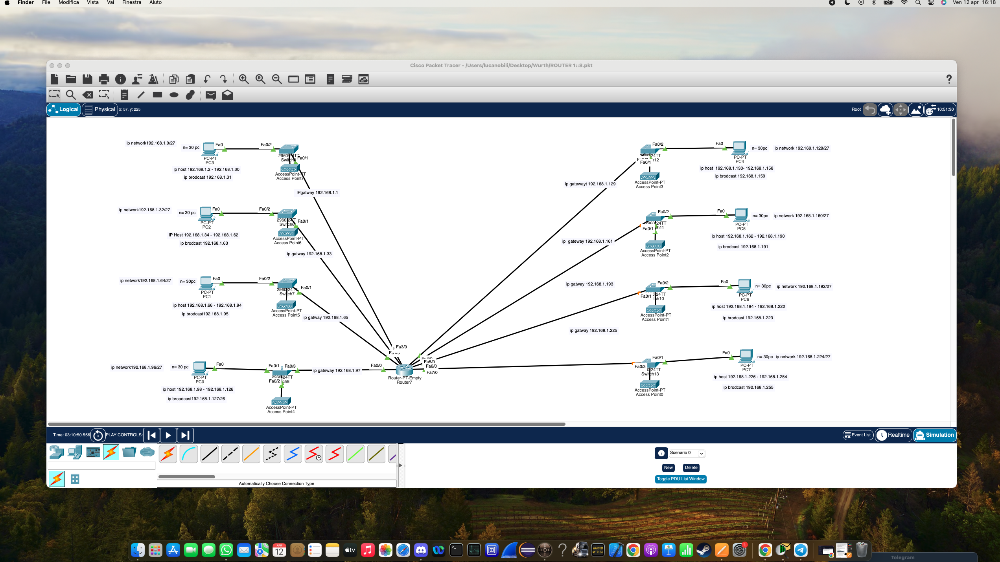 Finder File Modifica Vista Vai Finestra Aiuto
Ven 12 apr 16:18
Cisco Packet Tracer - /Users/lucanobili/Desktop/Wurth/ROUTER 1::8.pkt
Logical Physical x: 57, y: 225
Root 10:51:30
ip network192.168.1.0/27
n= 30 pc
Fa0
Fa0/2
PC-PT
PC3
2960-24TT
Fa0/1
Ip host 192.168.1.2 - 192.168.1.30
ip brodcast 192.168.1.31
AccessPoint-PT
Access Point7
IPgatway 192.168.1.1
ip network192.168.1.32/27
n= 30 pc
Fa0
Fa0/2
PC-PT
PC2
Switch6
Fa0/1
IP Host 192.168.1.34 - 192.168.1.62
ip brodcast 192.168.1.63
AccessPoint-PT
Access Point6
ip gatway 192.168.1.33
ip network192.168.1.64/27
n= 30pc
Fa0
Fa0/2
PC-PT
PC1
2960-24TT
Switch7
Fa0/1
ip host 192.168.1.66 - 192.168.1.94
ip brodcast192.168.1.95
AccessPoint-PT
Access Point5
ip gatway 192.168.1.65
ip network192.168.1.96/27
n= 30 pc
Fa0
Fa0/1
Fa0/3
PC-PT
PC0
2960-24TT
Fa0/2
ip host 192.168.1.98 - 192.168.1.126
ip broadcast192.168.1.127/26
AccessPoint-PT
Access Point4
ip gateway 192.168.1.97
Fa0/0
Fa3/0
Fa1/0
Fa4/0
Fa5/0
Fa6/0
Fa7/0
Router-PT-Empty
Router7
Fa0/2
Fa0
n= 30pc
ip network 192.168.1.128/27
PC-PT
PC4
2960-24TT
Fa0/1
ip host 192.168.1.130- 192.168.1.158
ip brodcast 192.168.1.159
AccessPoint-PT
Access Point3
ip gatewayt 192.168.1.129
Fa0/2
Fa0
n= 30pc
ip network 192.168.1.160/27
PC-PT
PC5
2960-24TT
Fa0/1
ip host 192.168.1.162 - 192.168.1.190
ip brodcast 192.168.1.191
AccessPoint-PT
Access Point2
ip gateway 192.168.1.161
ip gatway 192.168.1.193
Fa0/2
Fa0
n= 30pc
ip network 192.168.1.192/27
PC-PT
PC6
Fa0/1
ip host 192.168.1.194 - 192.168.1.222
ip brodcast 192.168.1.223
AccessPoint-PT
Access Point1
ip gatway 192.168.1.225
Fa0/1
Fa0
n= 30pc
ip network 192.168.1.224/27
PC-PT
PC7
Fa0/3
Switch13
ip host 192.168.1.226 - 192.168.1.254
ip brodcast 192.168.1.255
AccessPoint-PT
Access Point0
Time: 03:10:50.556 PLAY CONTROLS:
Event List Realtime Simulation
Scenario 0
New Delete
Toggle PDU List Window
Automatically Choose Connection Type
APR
12
tv
1
Telegram